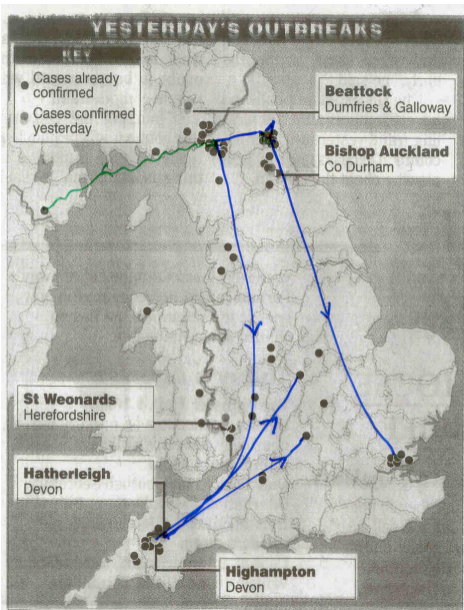 YESTERDAY'S OUTBREAKS
KEY
Cases already
confirmed
Cases confirmed
yesterday
Beattock
Dumfries & Galloway
Bishop Auckland
Co Durham
St Weonards
Herefordshire
Hatherleigh
Devon
Highampton
Devon